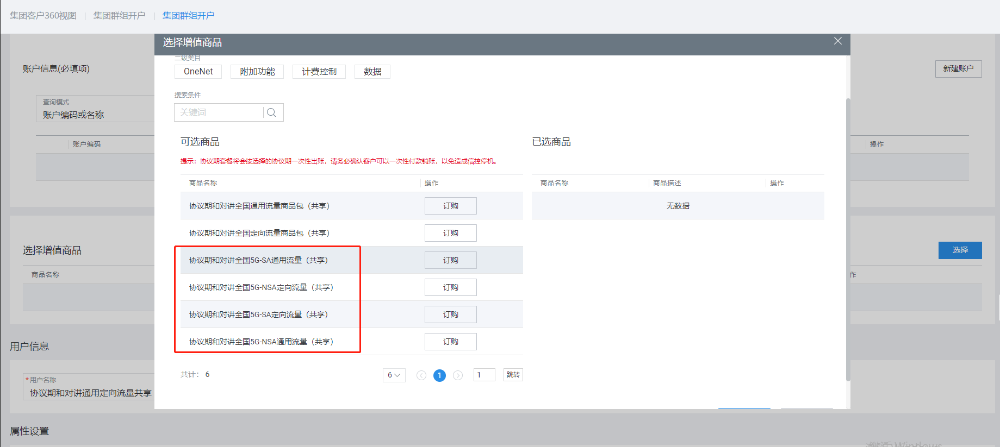 集团客户360视图 | 集团群组开户 | 集团群组开户
选择增值商品
账户信息(必填项)
新建账户
查询模式
账户编码或名称
账户编码
操作
选择增值商品
选择
商品名称
作
用户信息
*用户名称
协议期和对讲通用定向流量共享
属性设置
二级类目
OneNet 附加功能 计费控制 数据
搜索条件
关键词
可选商品
提示：协议期套餐将会按选择的协议期一次性出账，请务必确认客户可以一次性付款销账，以免造成信控停机。
商品名称 操作
协议期和对讲全国通用流量商品包（共享） 订购
协议期和对讲全国定向流量商品包（共享） 订购
协议期和对讲全国5G-SA通用流量（共享） 订购
协议期和对讲全国5G-NSA定向流量（共享） 订购
协议期和对讲全国5G-SA定向流量（共享） 订购
协议期和对讲全国5G-NSA通用流量（共享） 订购
共计： 6
6 1 1 跳转
已选商品
商品名称 商品描述 操作
无数据
激活 Windows